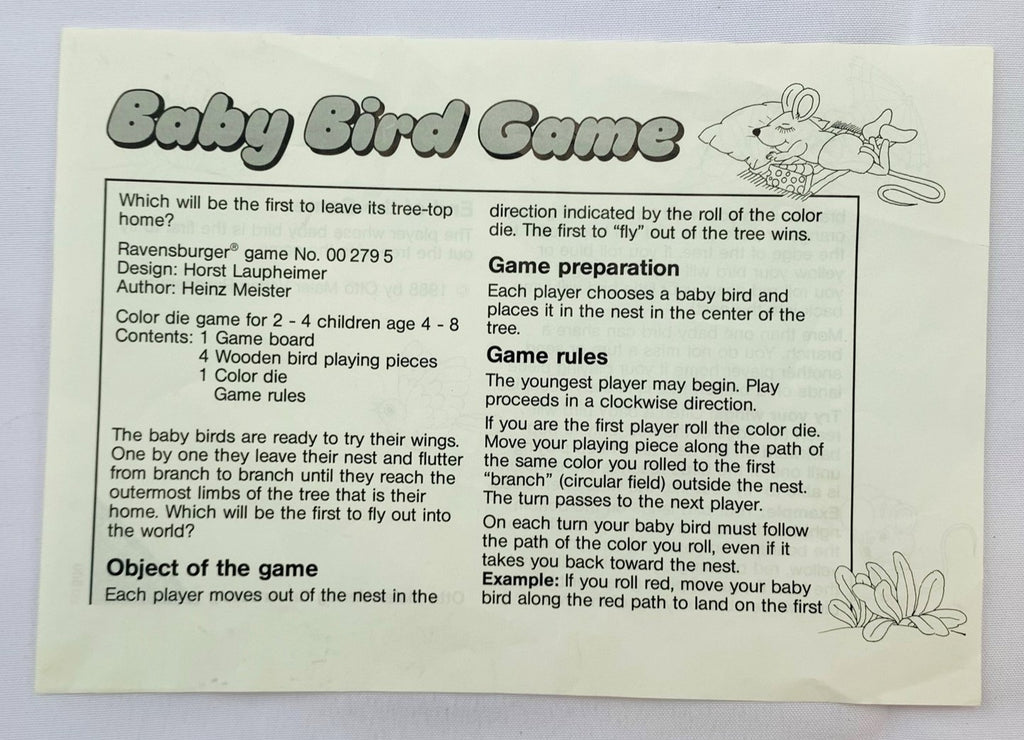 Baby Bird Game
Which will be the first to leave its tree-top
home?
Ravensburger® game No. 00 279 5
Design: Horst Laupheimer
Author: Heinz Meister
Color die game for 2 - 4 children age 4 - 8
Contents: 1 Game board
4 Wooden bird playing pieces
1 Color die
Game rules
The baby birds are ready to try their wings.
One by one they leave their nest and flutter
from branch to branch until they reach the
outermost limbs of the tree that is their
home. Which will be the first to fly out into
the world?
Object of the game
Each player moves out of the nest in the
direction indicated by the roll of the color
die. The first to “fly” out of the tree wins.
Game preparation
Each player chooses a baby bird and
places it in the nest in the center of the
tree.
Game rules
The youngest player may begin. Play
proceeds in a clockwise direction.
If you are the first player roll the color die.
Move your playing piece along the path of
the same color you rolled to the first
“branch” (circular field) outside the nest.
The turn passes to the next player.
On each turn your baby bird must follow
the path of the color you roll, even if it
takes you back toward the nest.
Example: If you roll red, move your baby
bird along the red path to land on the first